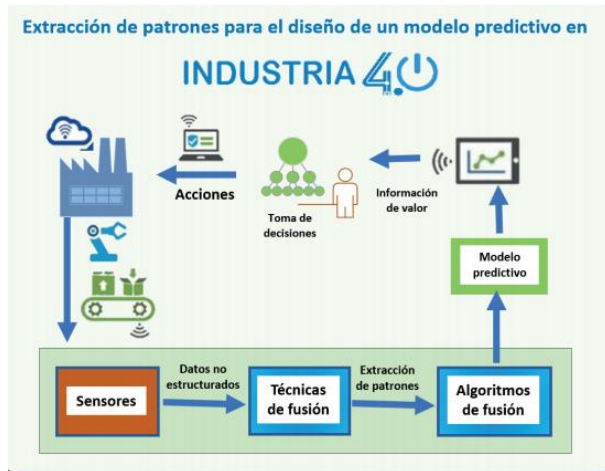 Extracción de patrones para el diseño de un modelo predictivo en
INDUSTRIA 4.0
Acciones
Toma de
decisiones
Información
de valor
Modelo
predictivo
Sensores
Datos no
estructurados
Técnicas
de fusión
Extracción
de patrones
Algoritmos
de fusión